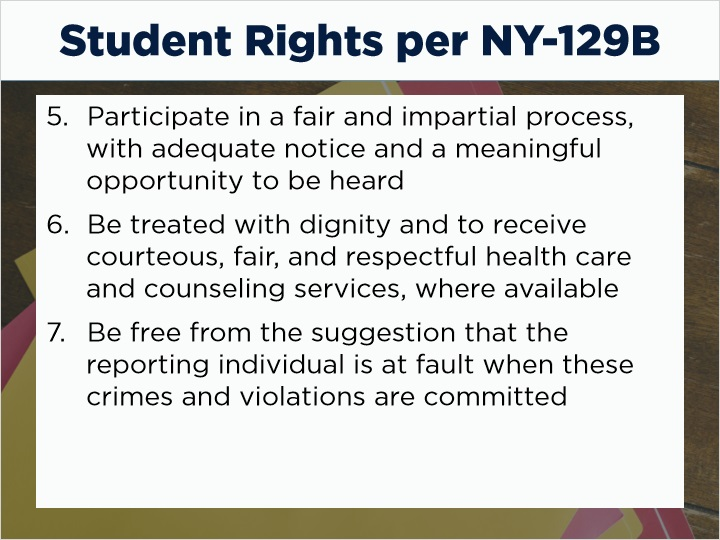 Student Rights per NY-129B
5. Participate in a fair and impartial process,
with adequate notice and a meaningful
opportunity to be heard
6. Be treated with dignity and to receive
courteous, fair, and respectful health care
and counseling services, where available
7. Be free from the suggestion that the
reporting individual is at fault when these
crimes and violations are committed